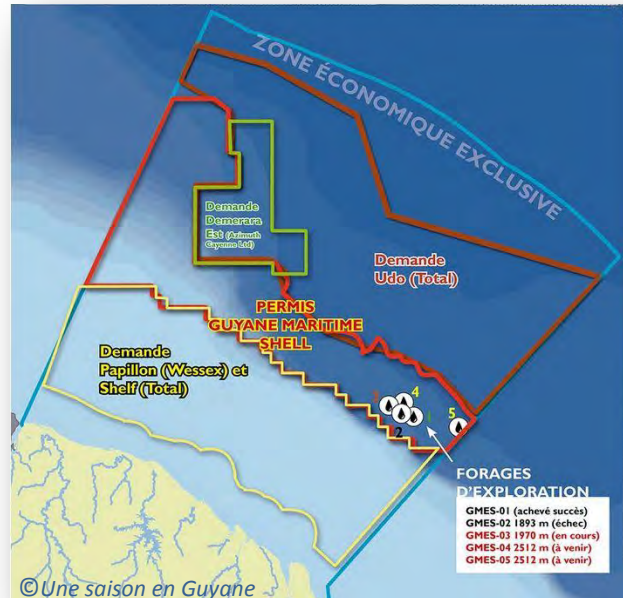 ZONE ÉCONOMIQUE EXCLUSIVE
Demande
Demerara
Est (Azimuth
Cayenne Ltd)
Demande
Udo (Total)
PERMIS
GUYANE MARITIME
SHELL
Demande
Papillon (Wessex) et
Shelf (Total)
4
5
2
FORAGES
D'EXPLORATION
GMES-01 (achevé succès)
GMES-02 1893 m (échec)
GMES-03 1970 m (en cours)
GMES-04 2512 m (à venir)
GMES-05 2512 m (à venir)
©Une saison en Guyane